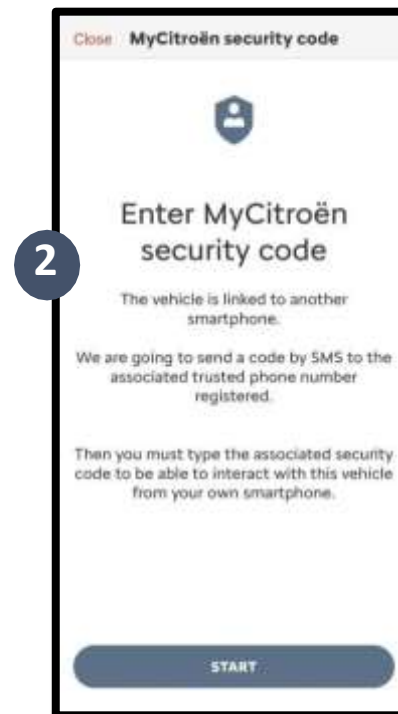 Close MyCitroën security code
Enter MyCitroën
security code
2
The vehicle is linked to another
smartphone.
We are going to send a code by SMS to the
associated trusted phone number
registered.
Then you must type the associated security
code to be able to interact with this vehicle
from your own smartphone.
START